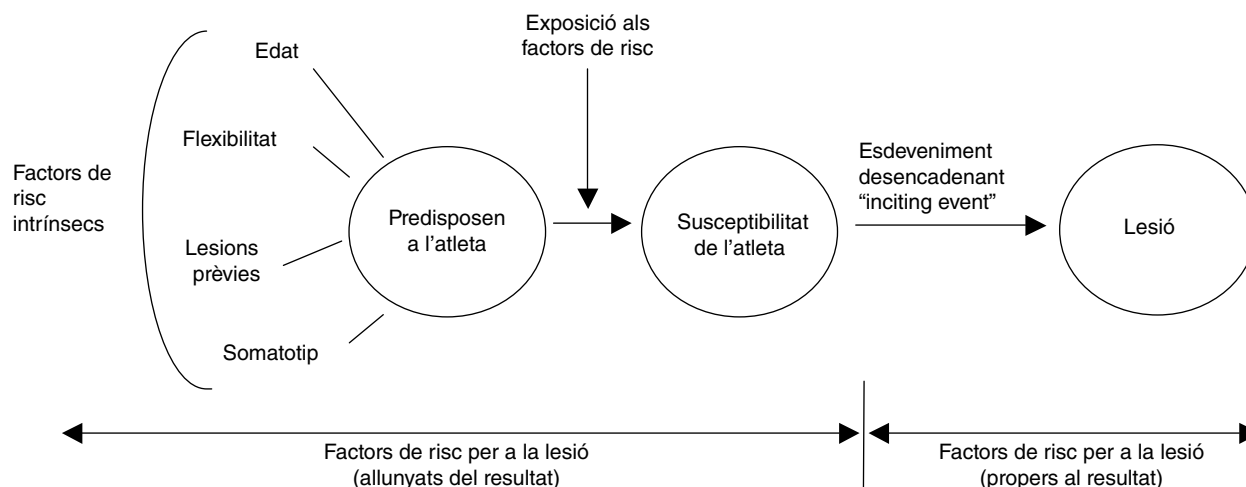 Factors de
risc
intrínsecs
Edat
Flexibilitat
Lesions
prèvies
Somatotip
Predisposen
a l’atleta
Exposició als
factors de risc
Susceptibilitat
de l’atleta
Esdeveniment
desencadenant
“inciting event”
Lesió
Factors de risc per a la lesió
(allunyats del resultat)
Factors de risc per a la lesió
(propers al resultat)